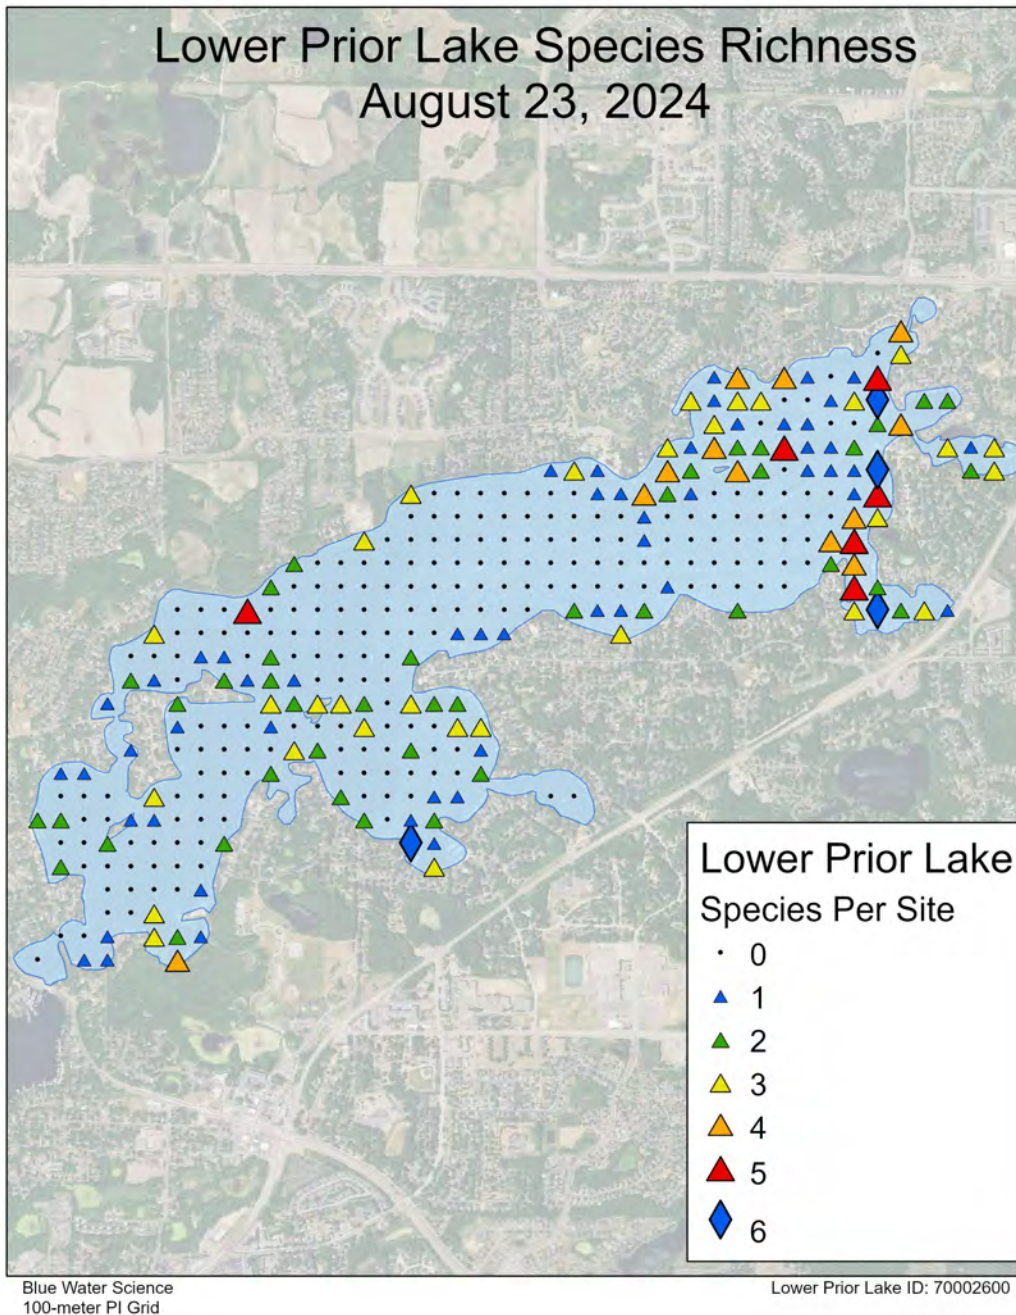 Lower Prior Lake Species Richness
August 23, 2024
Lower Prior Lake
Species Per Site
0
1
2
3
4
5
6
Blue Water Science
100-meter PI Grid
Lower Prior Lake ID: 70002600